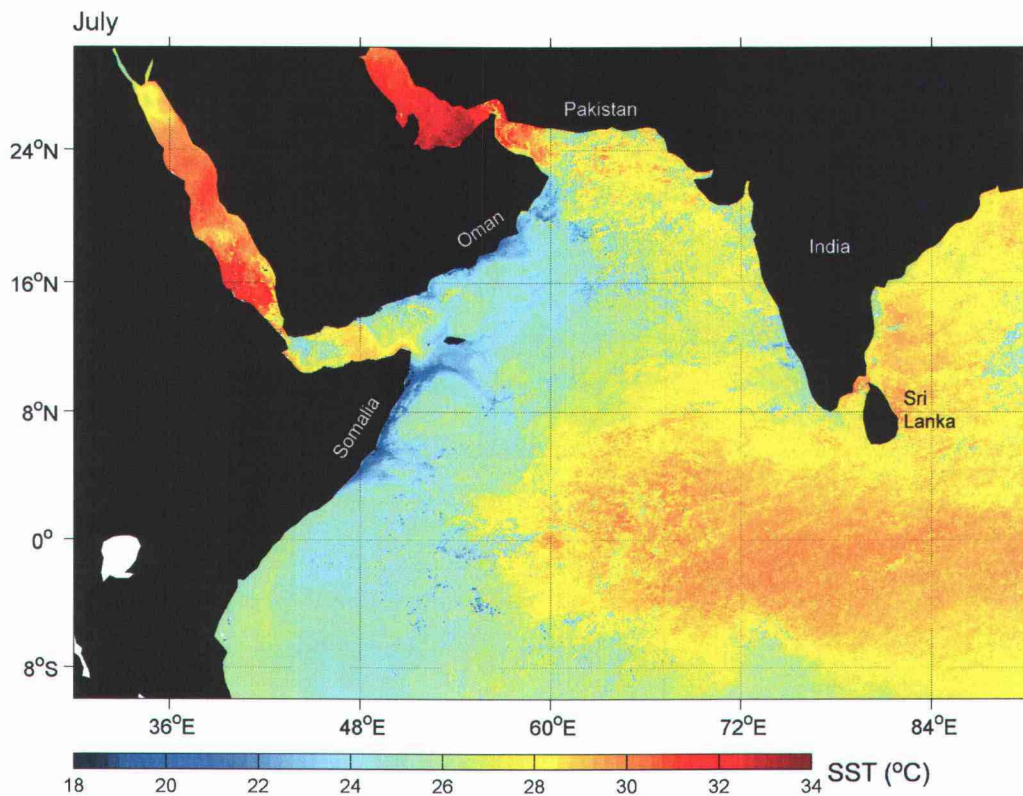 July
Pakistan
24°N
Oman
India
16°N
8°N
Somalia
Sri
Lanka
0°
8°S
36°E 48°E 60°E 72°E 84°E
18 20 22 24 26 28 30 32 34 SST (°C)